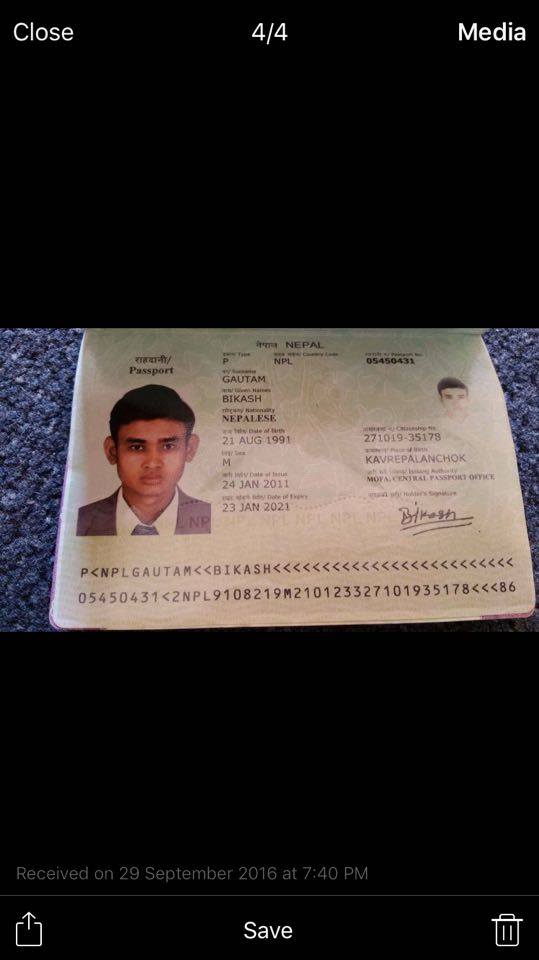 Close 4/4 Media
नेपाल NEPAL
राहदानी/
Passport
Type
P
Country Code
NPL
Passport No.
05450431
Surname
GAUTAM
Given Names
BIKASH
Nationality
NEPALESE
Date of Birth
21 AUG 1991
Citizenship No.
271019-35178
Sex
M
Place of Birth
KAVREPALANCHOK
Date of Issue
24 JAN 2011
Issuing Authority
MOFA, CENTRAL PASSPORT OFFICE
Date of Expiry
23 JAN 2021
Holder's Signature
Bikash
P<NPLGAUTAM<<BIKASH<<<<<<<<<<<<<<<<<<<<<<<<<
05450431<2NPL9108219M210123327101935178<<<86
Received on 29 September 2016 at 7:40 PM
Save